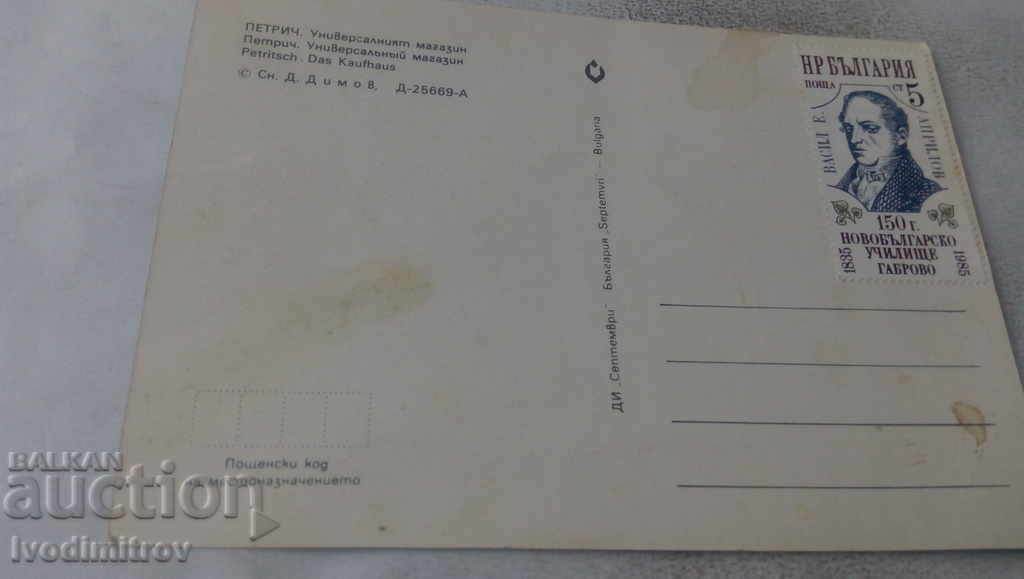 ПЕТРИЧ. Универсалният магазин
Петрич. Универсальный магазин
Petritsch. Das Kaufhaus
© Сн. Д. Димов, Д-25669-А
ДИ „Септември" България „Septemvri" - Bulgaria
НР БЪЛГАРИЯ
ПОЩА СТ 5
ВАСИЛ Е. АПРИЛОВ
150 Г.
НОВОБЪЛГАРСКО
УЧИЛИЩЕ
ГАБРОВО
1835 1985
Пощенски код
на местоназначението
BALKAN
auction
Ivodimitrov